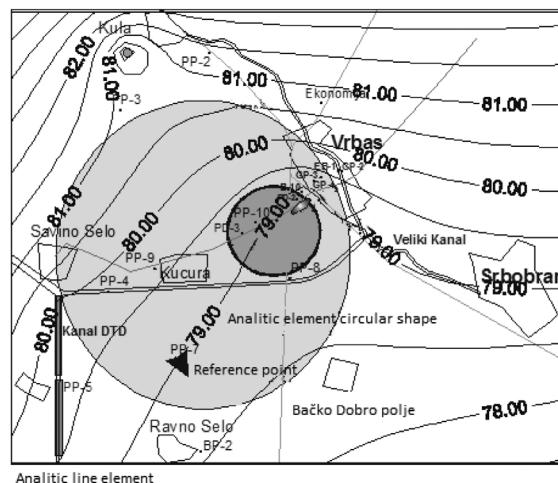 Kula
82.00
81.00
PP-2
81.00
81.00
81.00
PP-3
Ekonomija
Vrbas
80.00
80.00
80.00
81.00
80.00
PP-10
79.00
PD-3
79.00
Veliki Kanal
Savino Selo
PP-9
Kucura
PP-8
Srbobran
79.00
PP-4
80.00
Kanal DTD
79.00
Analitic element circular shape
PP-7
Reference point
PP-5
78.00
Bačko Dobro polje
Ravno Selo
BP-2
Analitic line element